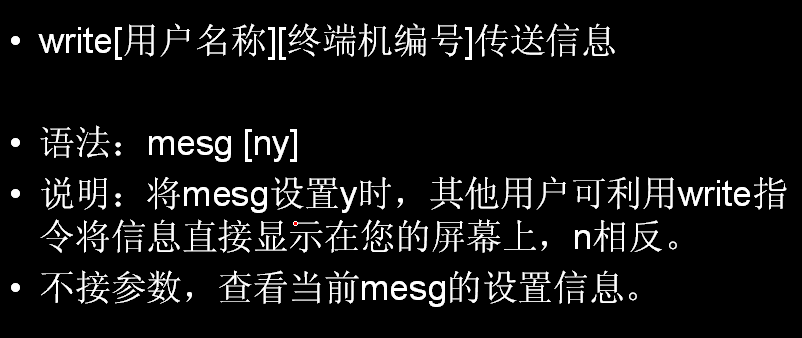 • write[用户名称][终端机编号]传送信息
• 语法：mesg [ny]
• 说明：将mesg设置y时，其他用户可利用write指
令将信息直接显示在您的屏幕上，n相反。
• 不接参数，查看当前mesg的设置信息。